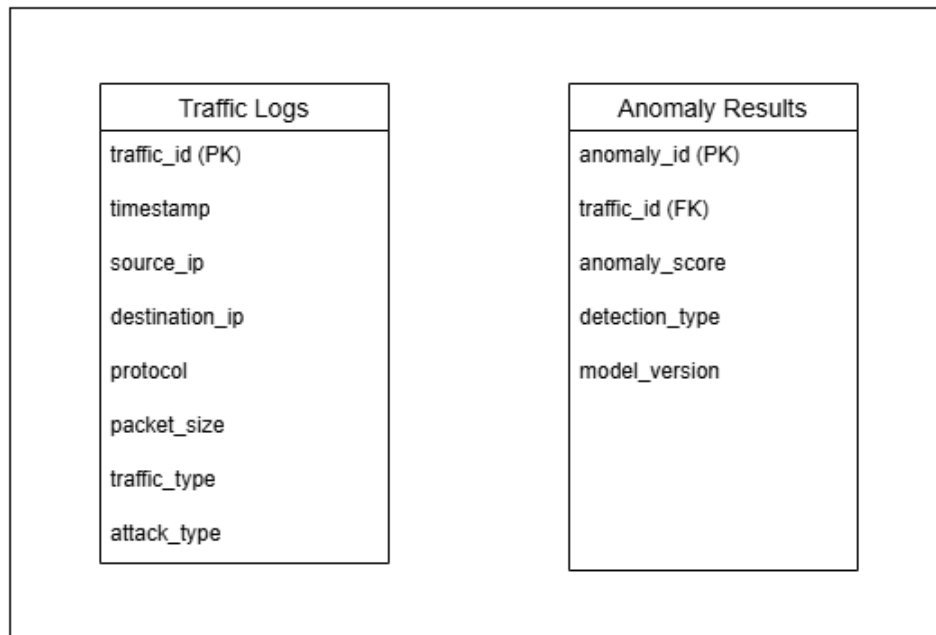 Traffic Logs
traffic_id (PK)
timestamp
source_ip
destination_ip
protocol
packet_size
traffic_type
attack_type
Anomaly Results
anomaly_id (PK)
traffic_id (FK)
anomaly_score
detection_type
model_version